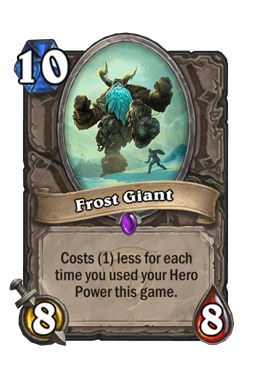 10
Frost Giant
Costs (1) less for each
time you used your Hero
Power this game.
8
8